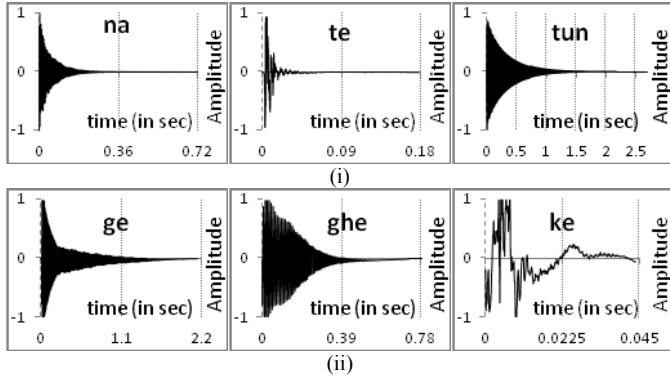 na te tun
1 1 1
0 0 0
-1 -1 -1
Amplitude Amplitude Amplitude
time (in sec) time (in sec) time (in sec)
0 0.36 0.72 0 0.09 0.18 0 0.5 1 1.5 2 2.5
(i)
ge ghe ke
1 1 1
0 0 0
-1 -1 -1
Amplitude Amplitude Amplitude
time (in sec) time (in sec) time (in sec)
0 1.1 2.2 0 0.39 0.78 0 0.0225 0.045
(ii)